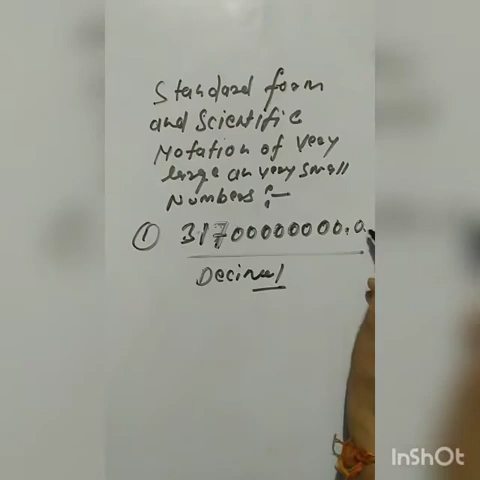 Standard form
and Scientific
Notation of very
large an very small
Numbers :-
① 31700000000.0
Decimal
InShOt